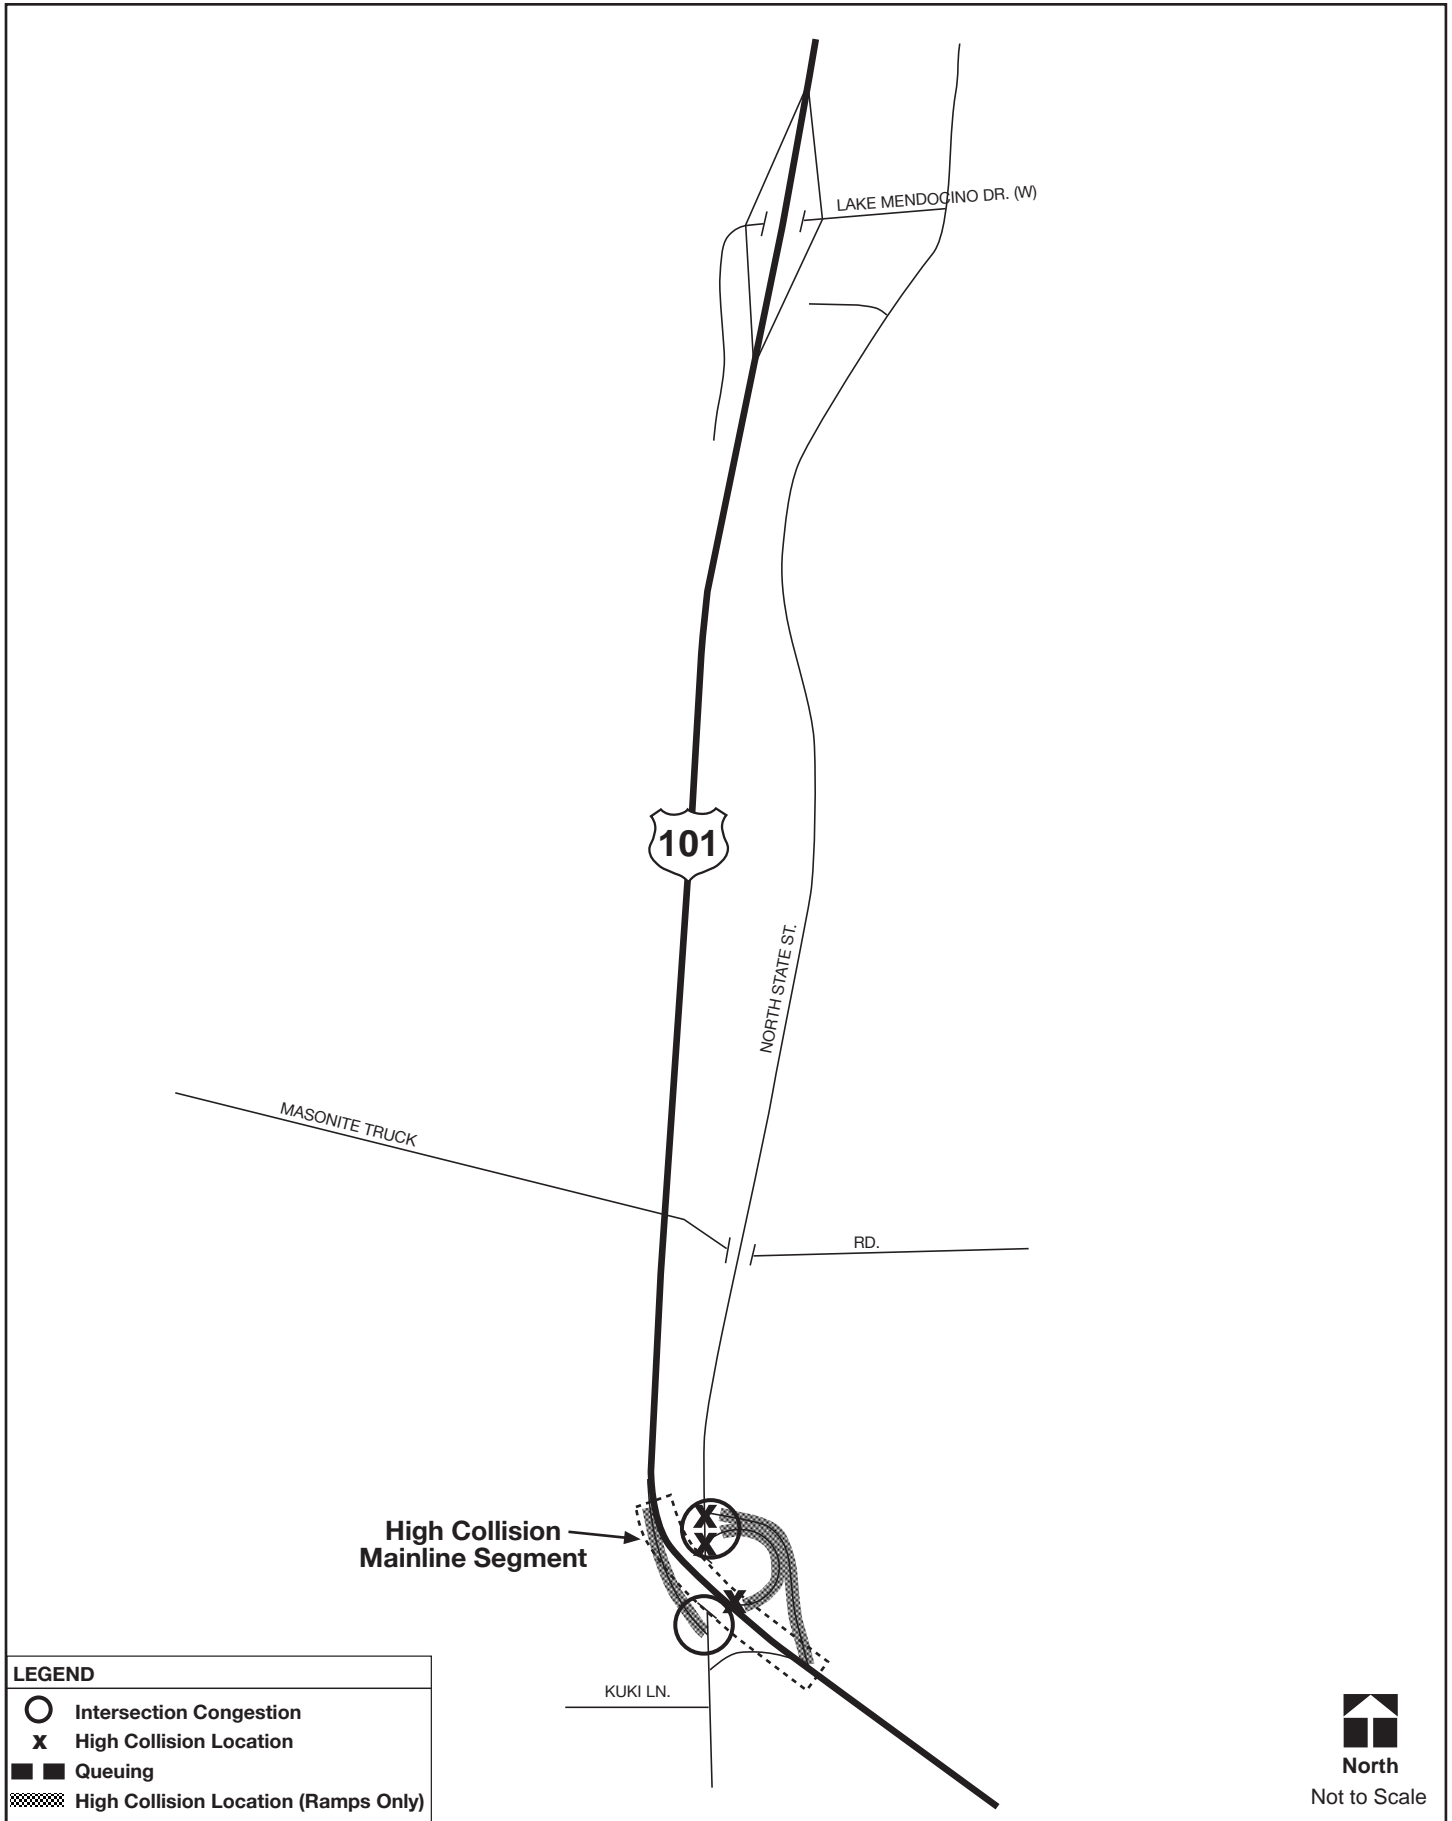 LAKE MENDOCINO DR. (W)
101
NORTH STATE ST.
MASONITE TRUCK
RD.
High Collision
Mainline Segment
X
X
X
KUKI LN.
LEGEND
Intersection Congestion
X High Collision Location
Queuing
High Collision Location (Ramps Only)
North
Not to Scale